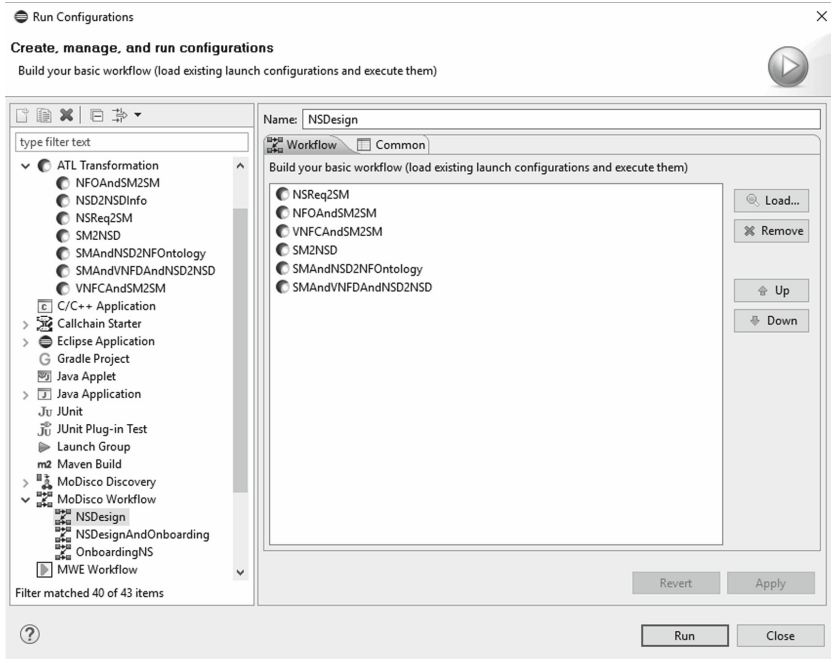 Run Configurations
Create, manage, and run configurations
Build your basic workflow (load existing launch configurations and execute them)
type filter text
ATL Transformation
NFOAndSM2SM
NSD2NSDInfo
NSReq2SM
SM2NSD
SMAndNSD2NFOntology
SMAndVNFDAndNSD2NSD
VNFCAndSM2SM
C/C++ Application
Callchain Starter
Eclipse Application
Gradle Project
Java Applet
Java Application
JUnit
JUnit Plug-in Test
Launch Group
m2 Maven Build
MoDisco Discovery
MoDisco Workflow
NSDesign
NSDesignAndOnboarding
OnboardingNS
MWE Workflow
Filter matched 40 of 43 items
Name: NSDesign
Workflow Common
Build your basic workflow (load existing launch configurations and execute them)
NSReq2SM
NFOAndSM2SM
VNFCAndSM2SM
SM2NSD
SMAndNSD2NFOntology
SMAndVNFDAndNSD2NSD
Load...
Remove
Up
Down
Revert Apply
Run Close